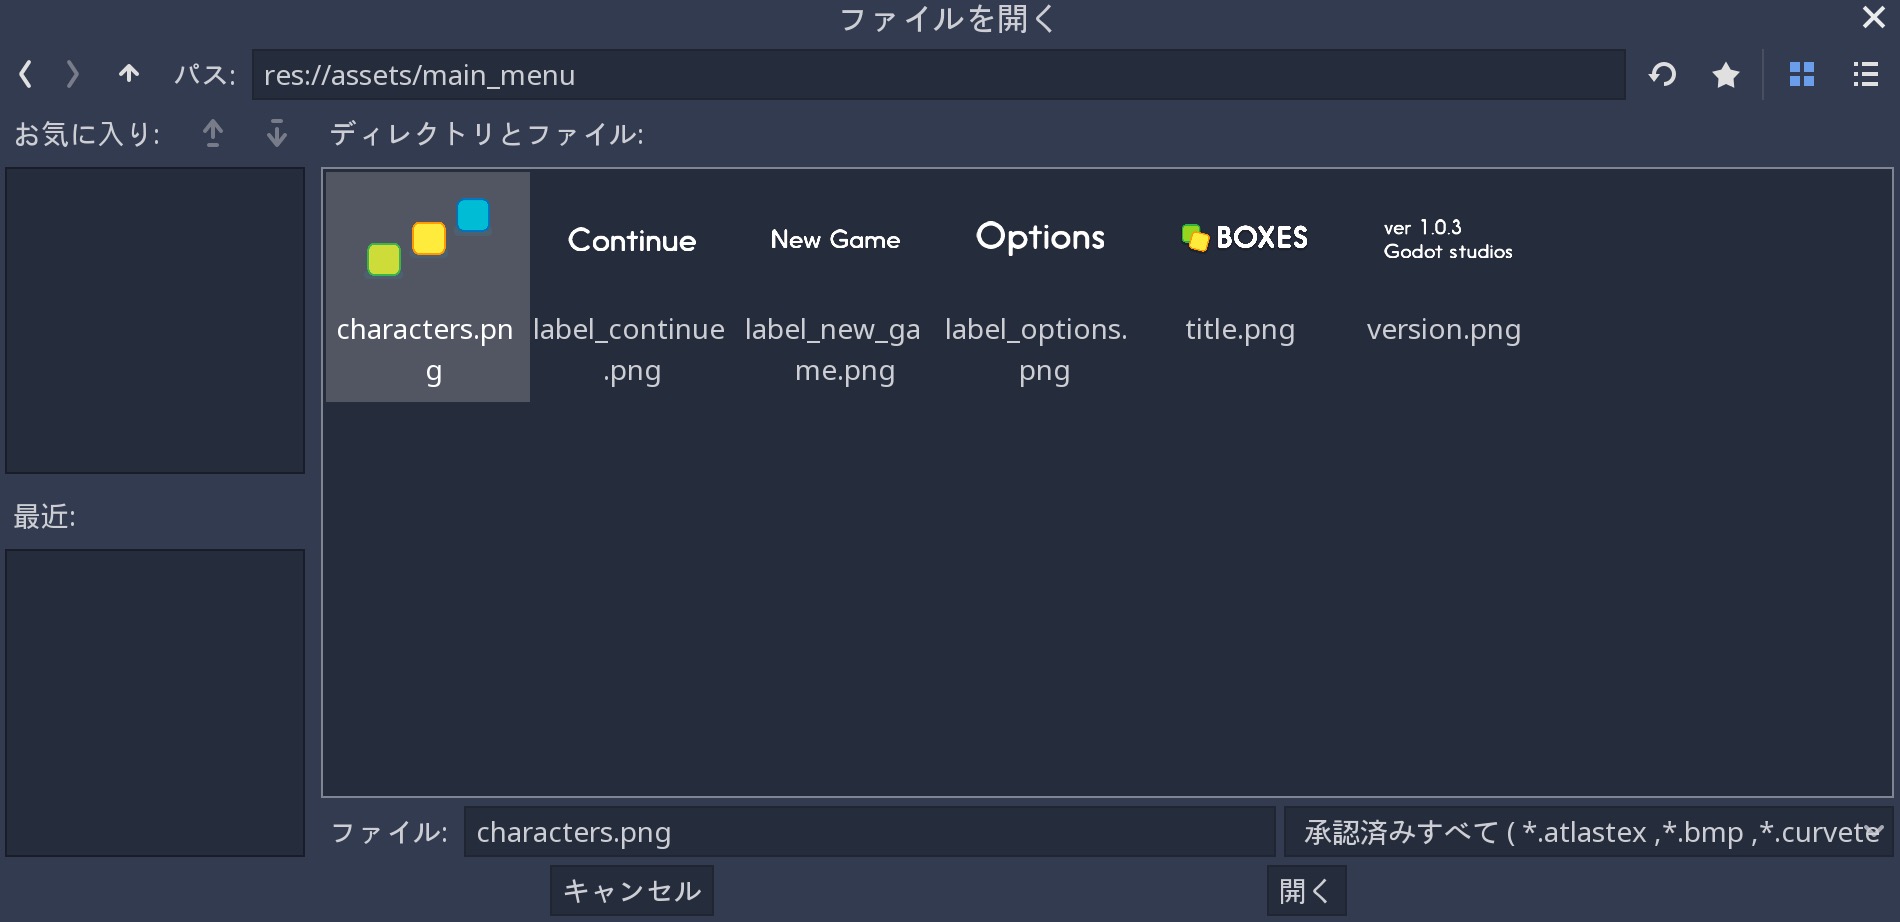 ファイルを開く
パス: res://assets/main_menu
お気に入り:
ディレクトリとファイル:
Continue
New Game
Options
BOXES
ver 1.0.3
Godot studios
characters.pn
g
label_continue
.png
label_new_ga
me.png
label_options.
png
title.png
version.png
最近:
ファイル: characters.png
承認済みすべて ( *.atlastex ,*.bmp ,*.curvete
キャンセル
開く